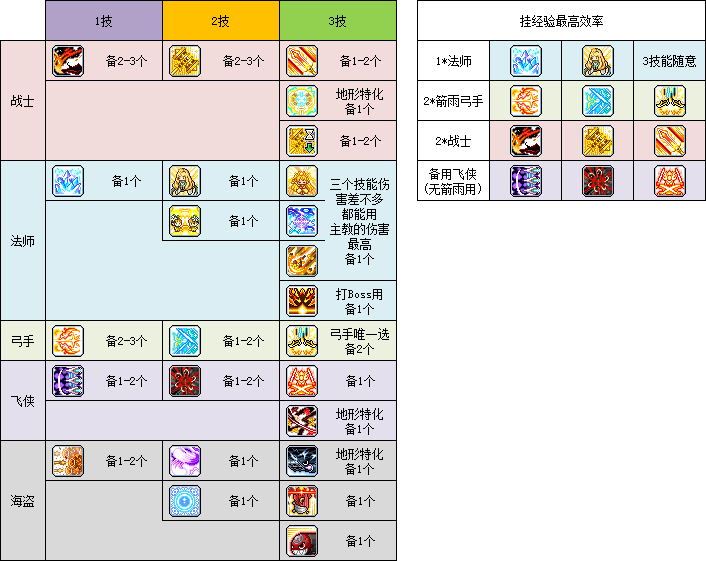 1技 2技 3技
战士 备2-3个 备2-3个 备1-2个
地形特化
备1个
备1-2个
法师 备1个 备1个 三个技能伤
害差不多
都能用
主教的伤害
最高
备1个
备1个
打Boss用
备1个
弓手 备2-3个 备1-2个 弓手唯一选
备2个
飞侠 备1-2个 备1-2个 备1个
地形特化
备1个
海盗 备1-2个 备1个 地形特化
备1个
备1个 备1个
备1个
挂经验最高效率
1*法师 3技能随意
2*箭雨弓手
2*战士
备用飞侠
(无箭雨用)